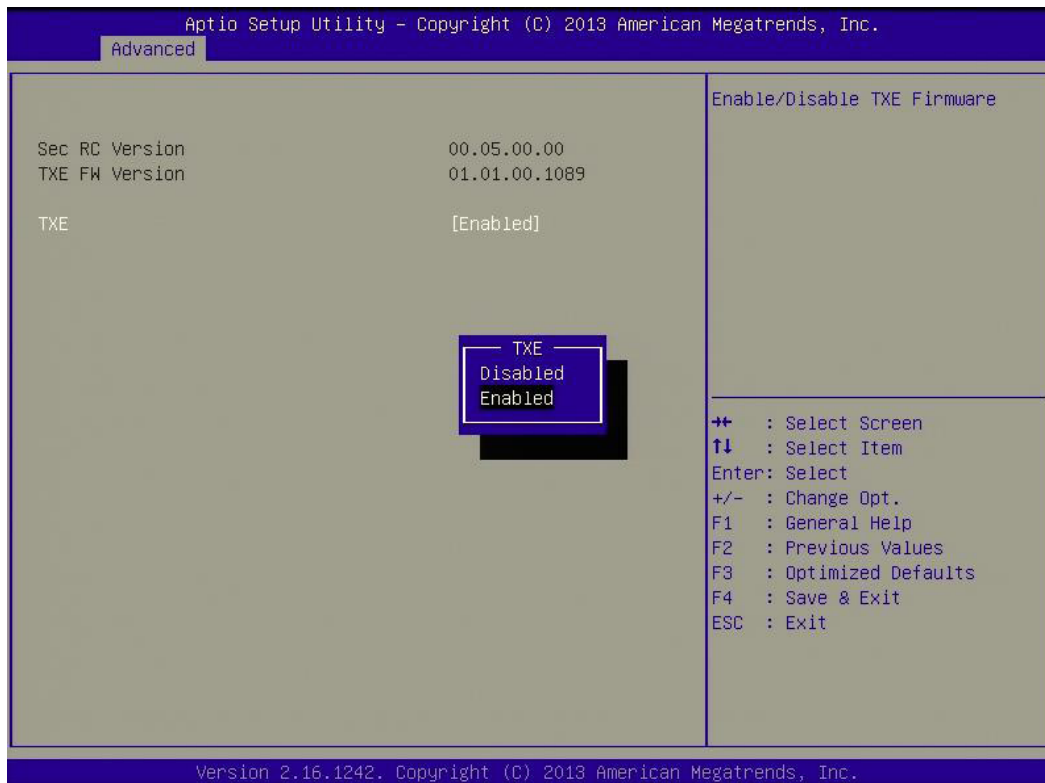 Aptio Setup Utility – Copyright (C) 2013 American Megatrends, Inc.
Advanced
Enable/Disable TXE Firmware
Sec RC Version 00.05.00.00
TXE FW Version 01.01.00.1089
TXE [Enabled]
TXE
Disabled
Enabled
→← : Select Screen
↑↓ : Select Item
Enter: Select
+/- : Change Opt.
F1 : General Help
F2 : Previous Values
F3 : Optimized Defaults
F4 : Save & Exit
ESC : Exit
Version 2.16.1242. Copyright (C) 2013 American Megatrends, Inc.